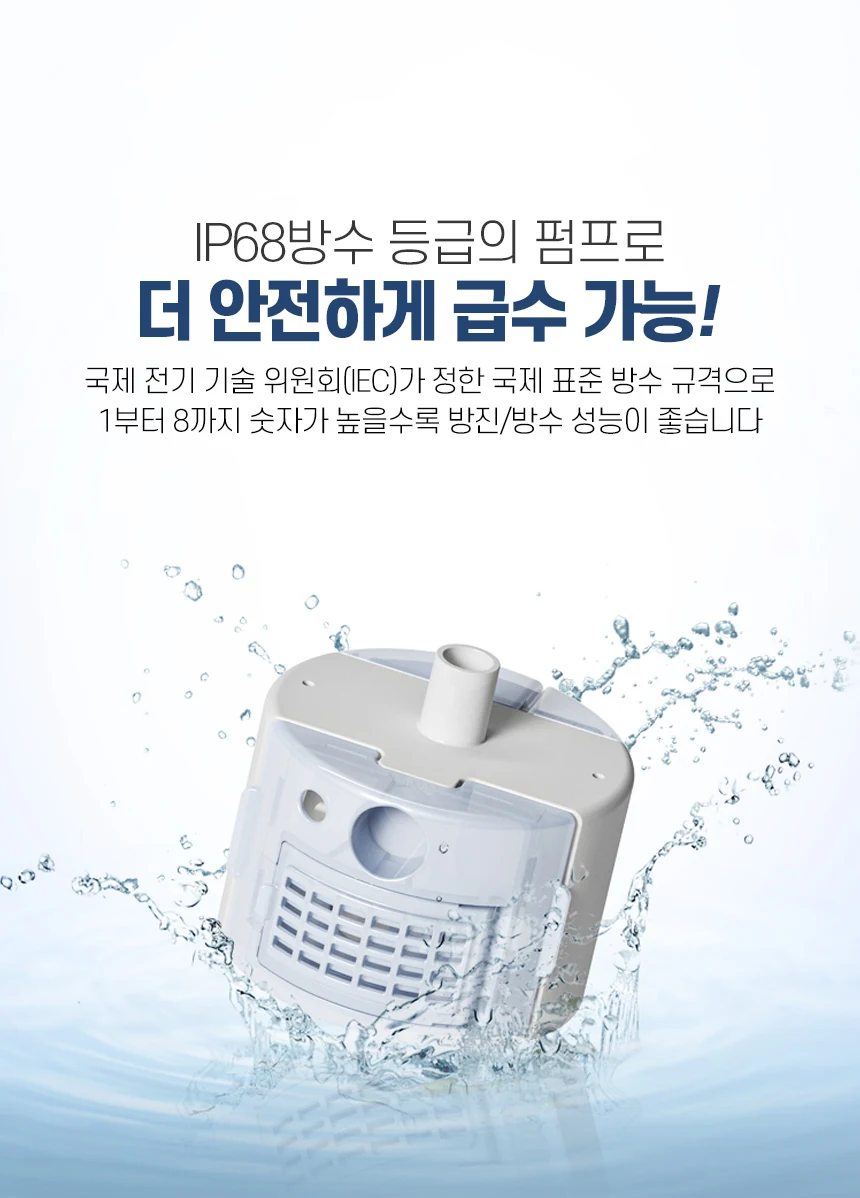 IP68방수 등급의 펌프로
더 안전하게 급수 가능!
국제 전기 기술 위원회(IEC)가 정한 국제 표준 방수 규격으로
1부터 8까지 숫자가 높을수록 방진/방수 성능이 좋습니다